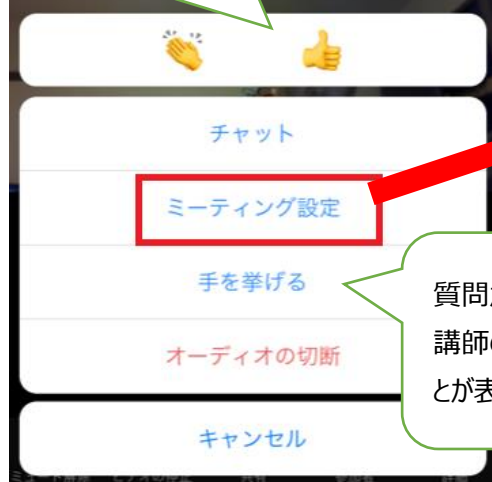 チャット
ミーティング設定
手を挙げる
質問
講師
とが表
オーディオの切断
キャンセル